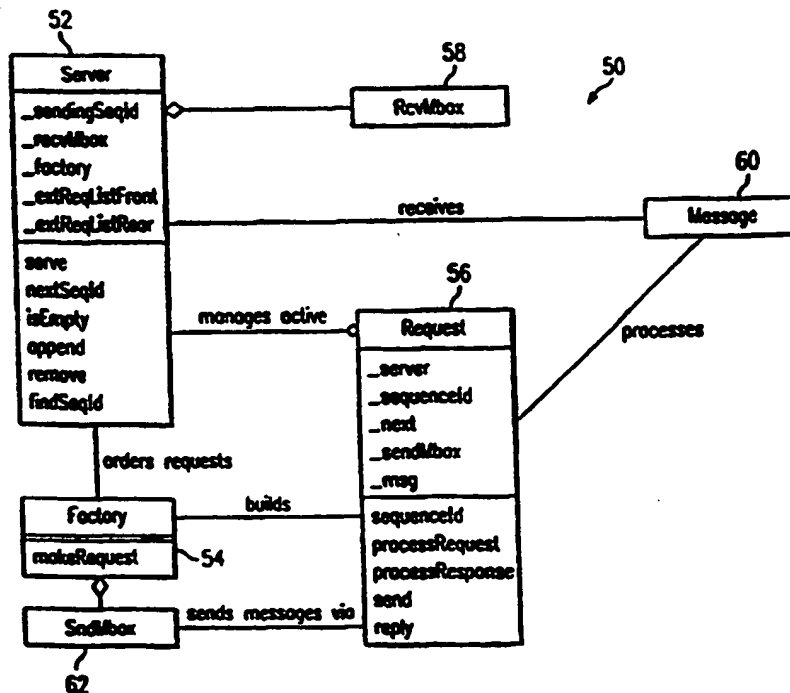 52
Server
_sendingSeqId
_recvMbox
_factory
_extReqListFront
_extReqListRear
serve
nextSeqId
isEmpty
append
remove
findSeqId
58
RcvMbox
50
60
Message
receives
manages active
56
Request
_server
_sequenceId
_next
_sendMbox
_msg
sequenceId
processRequest
processResponse
send
reply
processes
orders requests
Factory
makeRequest
54
builds
SndMbox
62
sends messages via